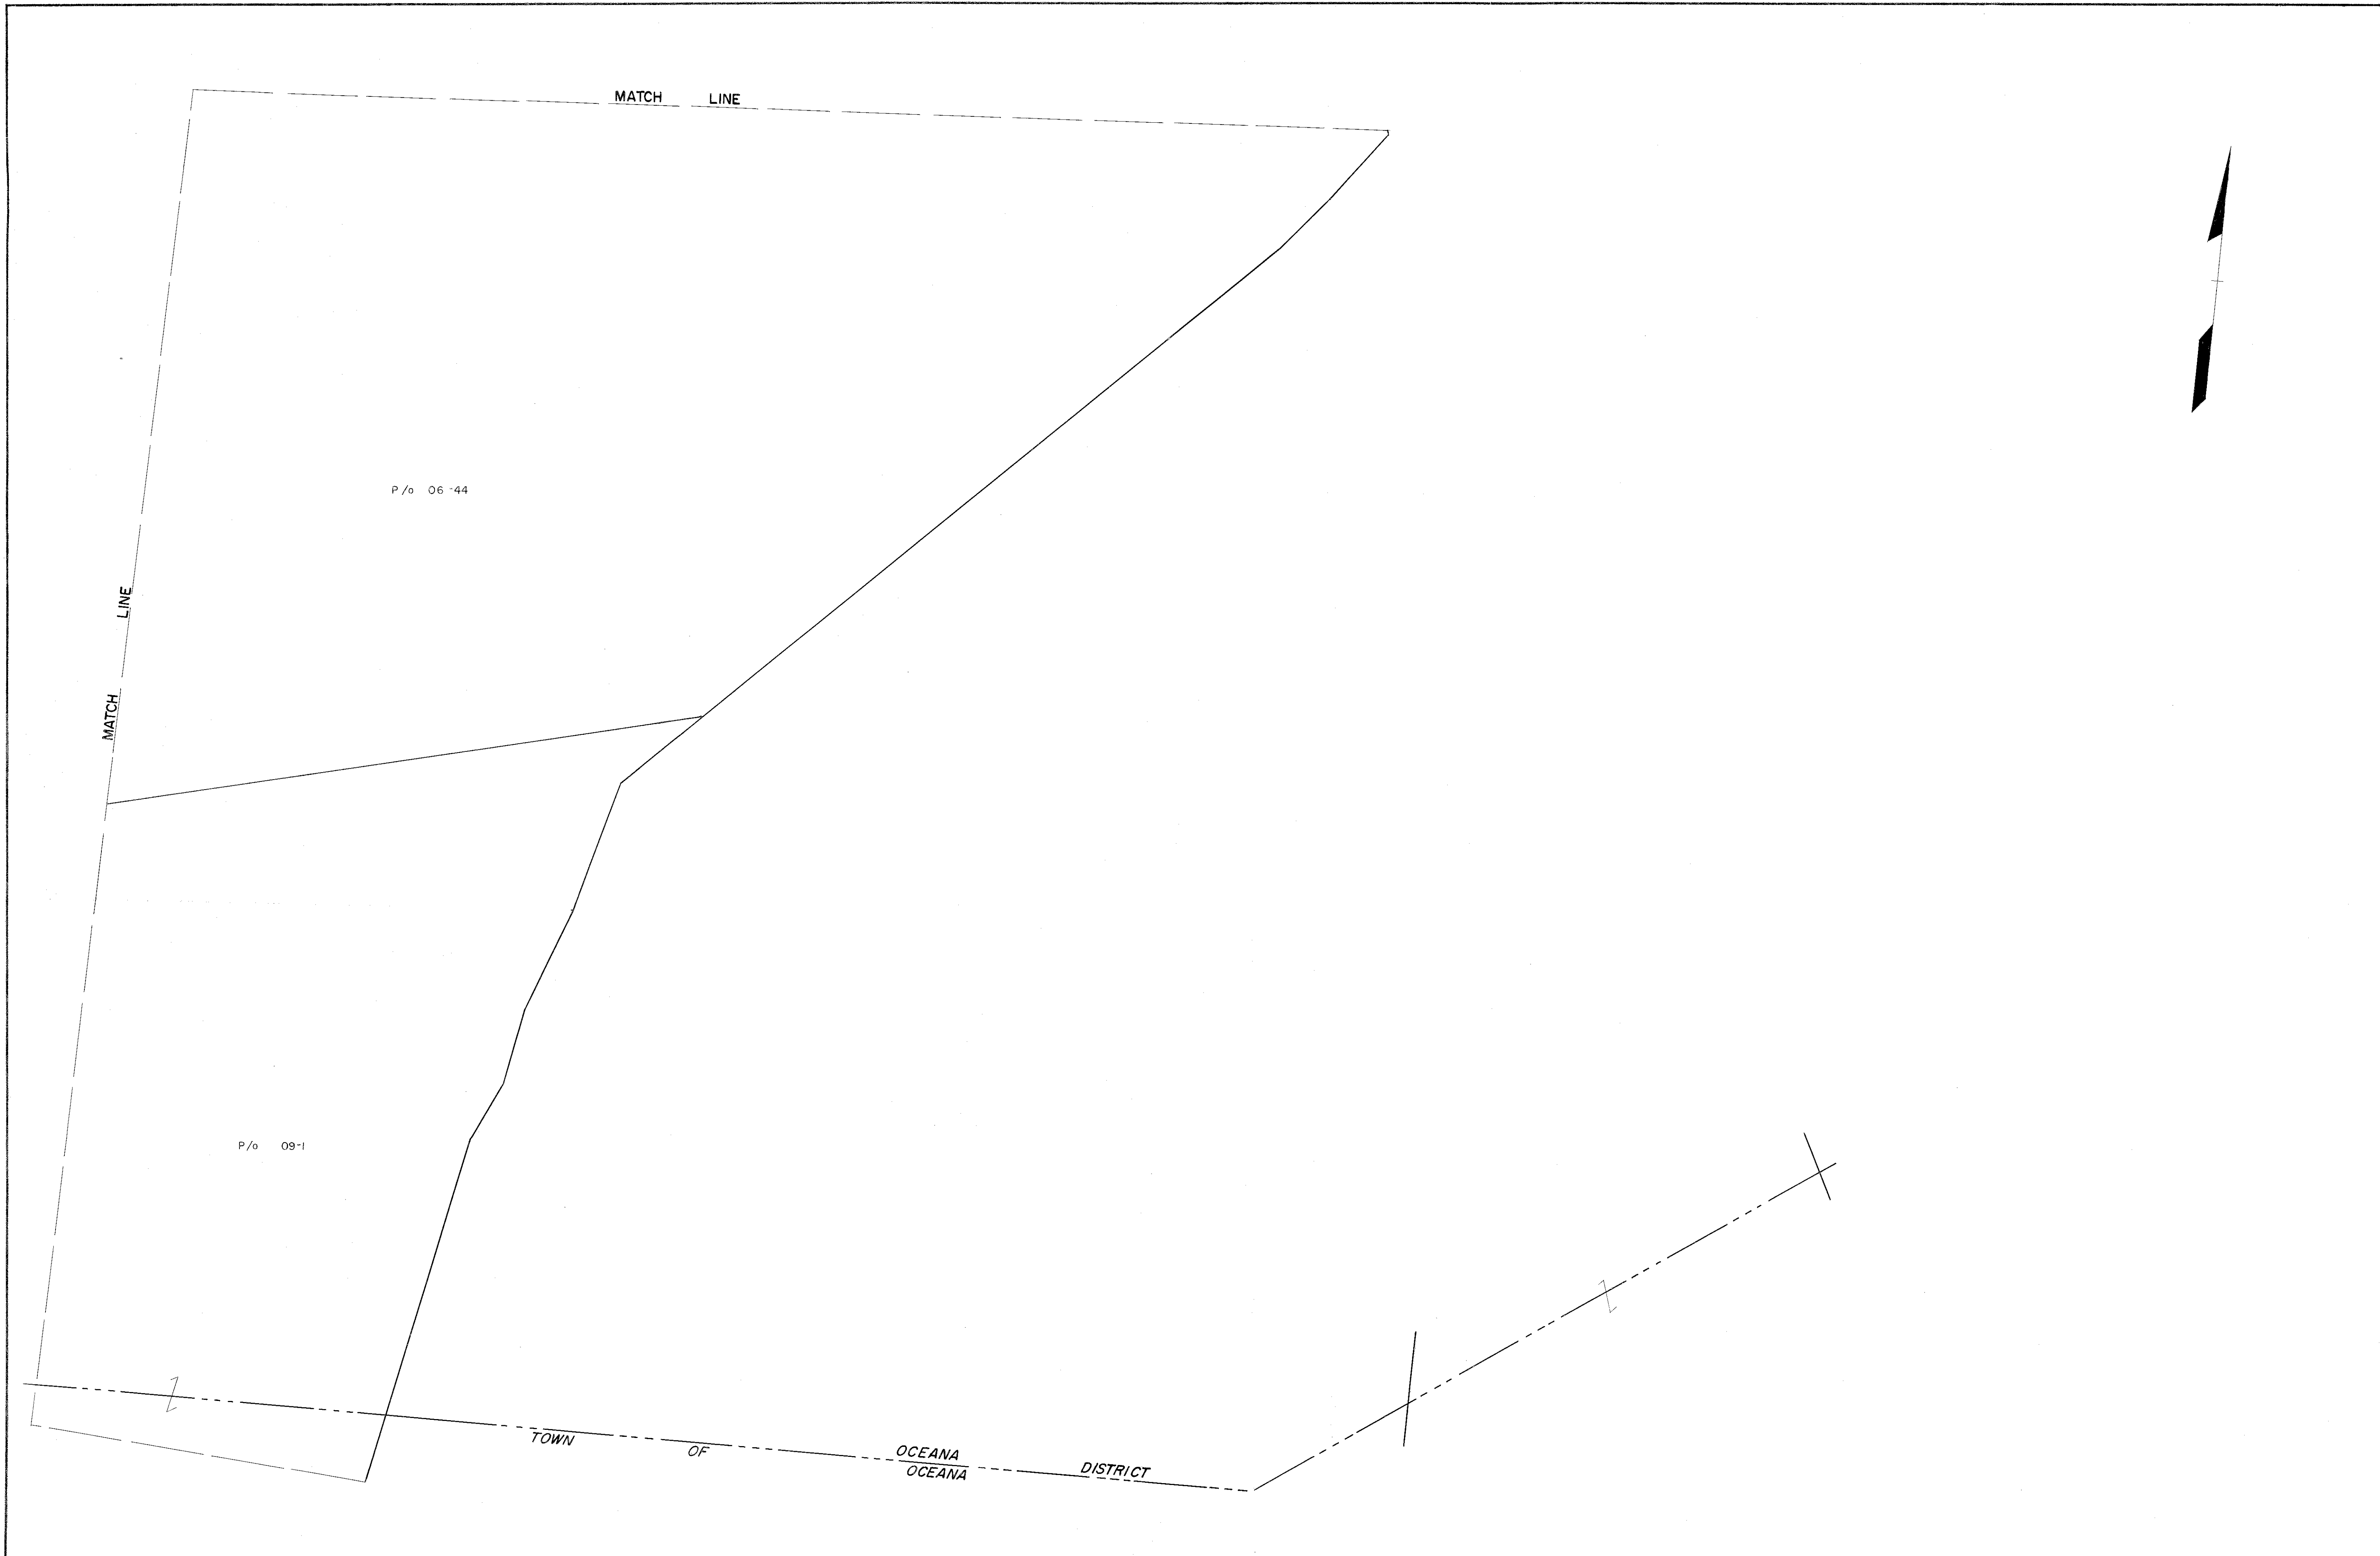 MATCH LINE
P/o 06-44
MATCH LINE
P/o 09-1
OCEANA DISTRICT
TOWN OF OCEANA